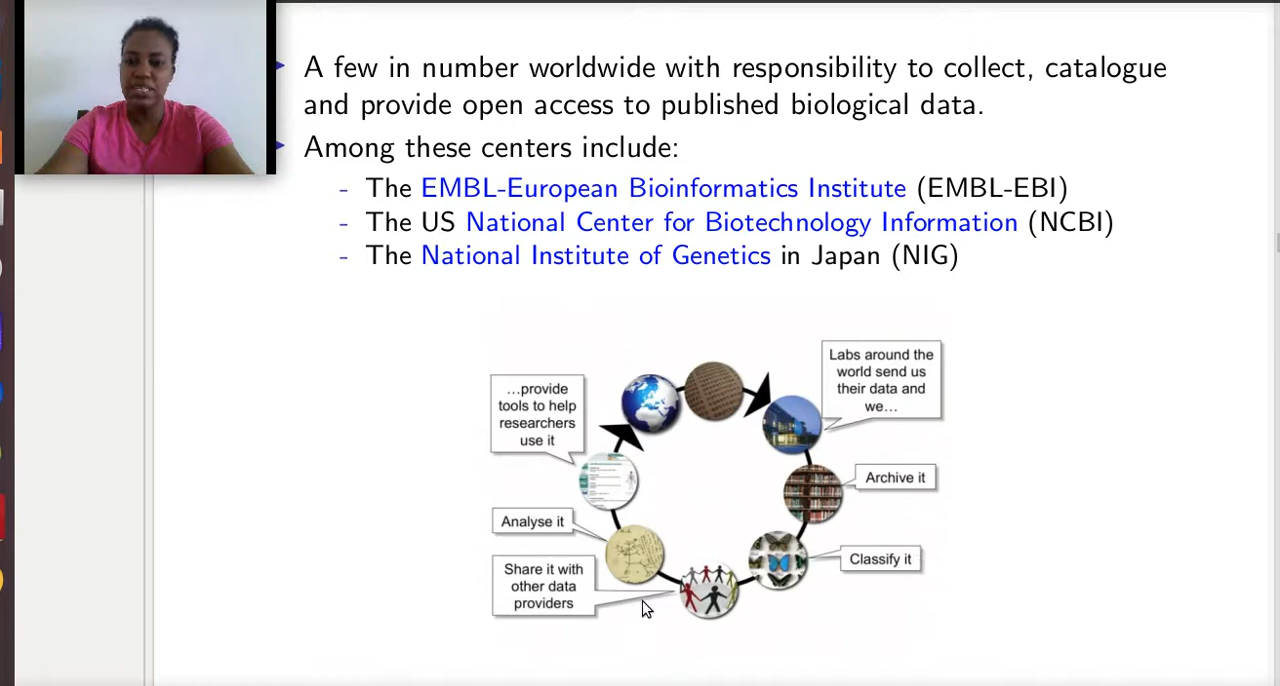 A few in number worldwide with responsibility to collect, catalogue
and provide open access to published biological data.
Among these centers include:
- The EMBL-European Bioinformatics Institute (EMBL-EBI)
- The US National Center for Biotechnology Information (NCBI)
- The National Institute of Genetics in Japan (NIG)
Labs around the
world send us
their data and
we...
Archive it
Classify it
Share it with
other data
providers
Analyse it
...provide
tools to help
researchers
use it